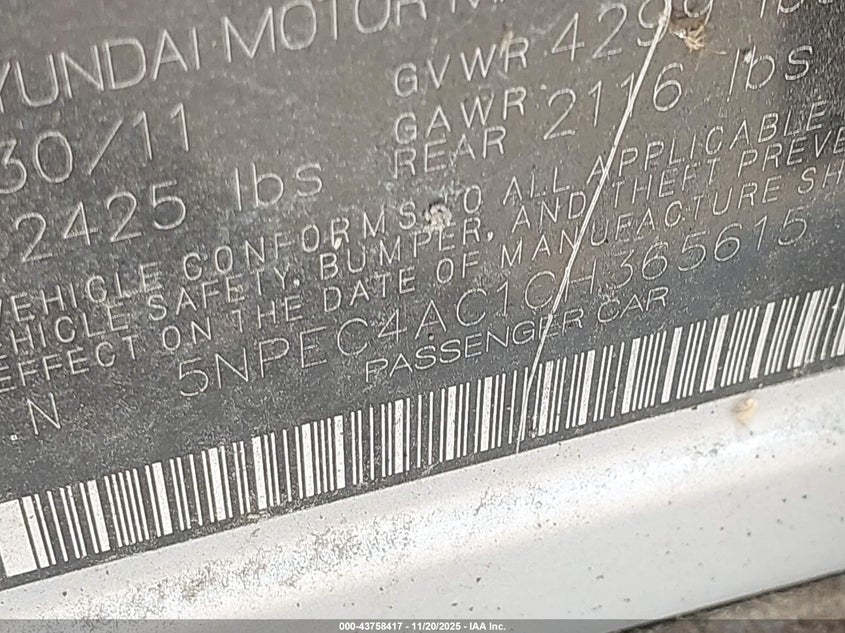 HYUNDAI MOTOR M
30/11 GVWR 4299 lbs
2425 lbs GAWR REAR 2116 lbs
VEHICLE CONFORMS TO ALL APPLICABLE
VEHICLE SAFETY, BUMPER, AND THEFT PREVE
EFFECT ON THE DATE OF MANUFACTURE SH
.N 5NPEC4AC1CH365615
PASSENGER CAR
000-43758417 - 11/20/2025 - IAA Inc.